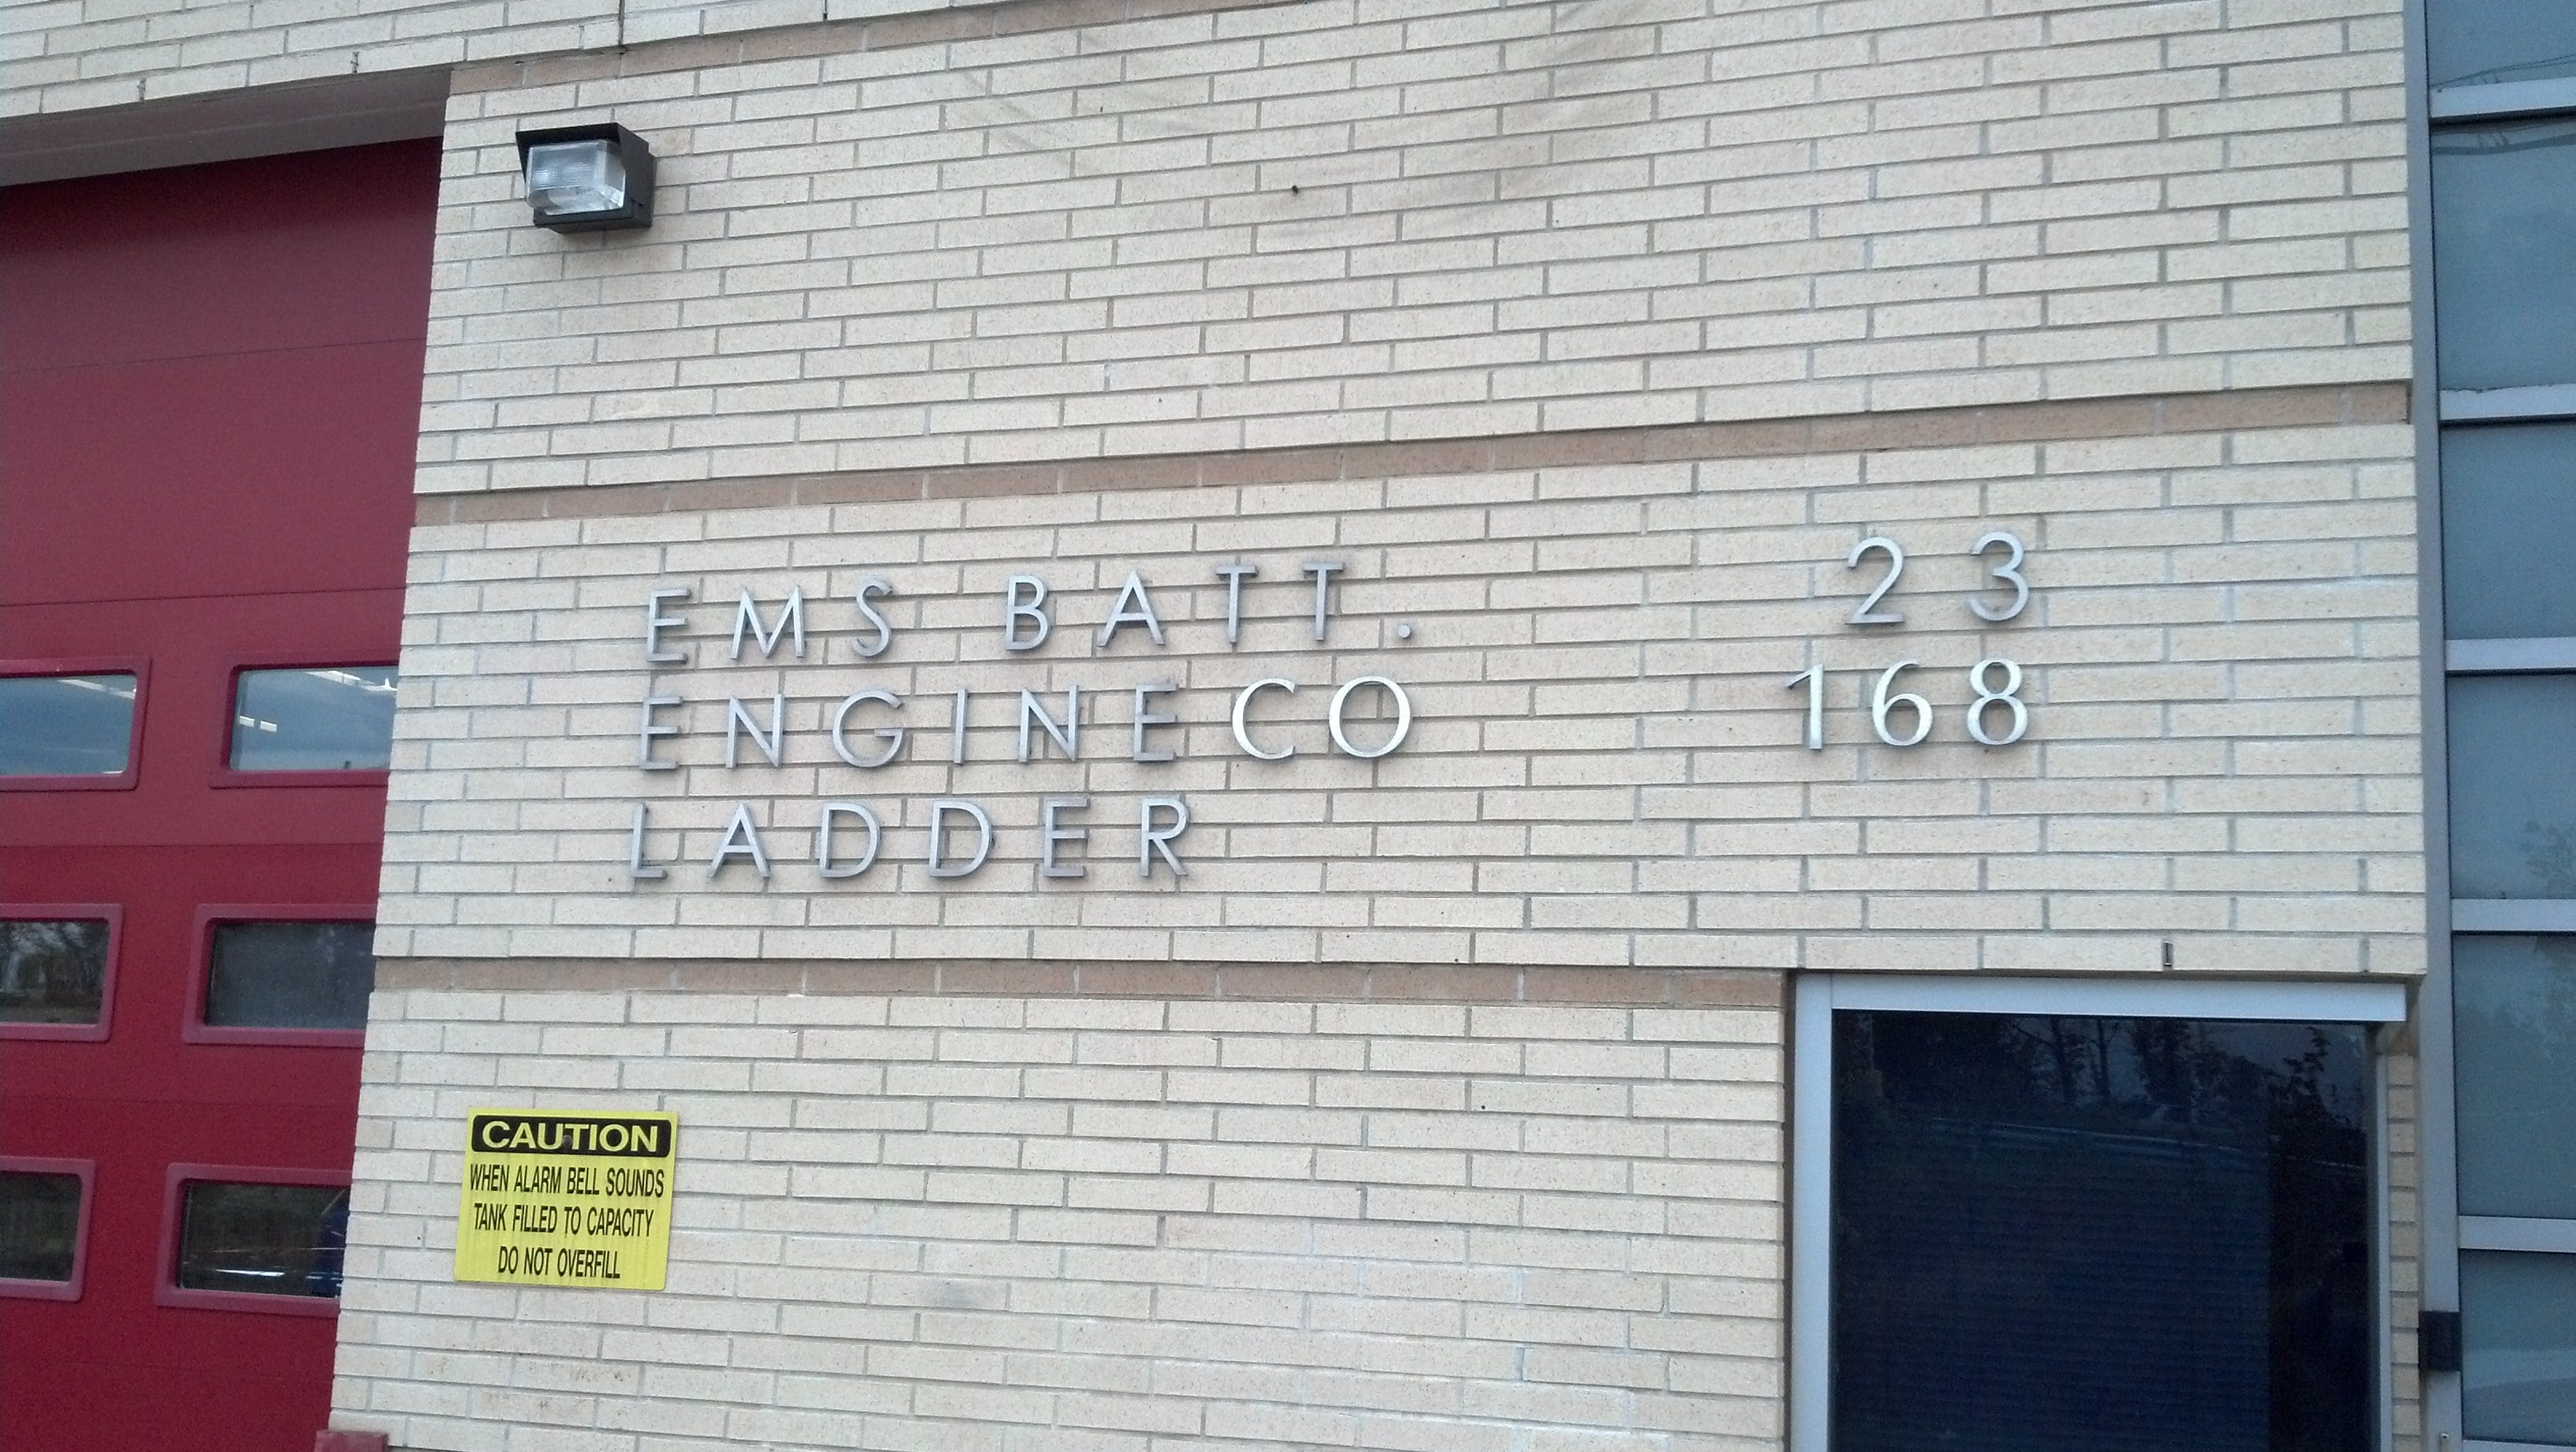 EMS BATT. 23
ENGINE CO 168
LADDER
CAUTION
WHEN ALARM BELL SOUNDS
TANK FILLED TO CAPACITY
DO NOT OVERFILL